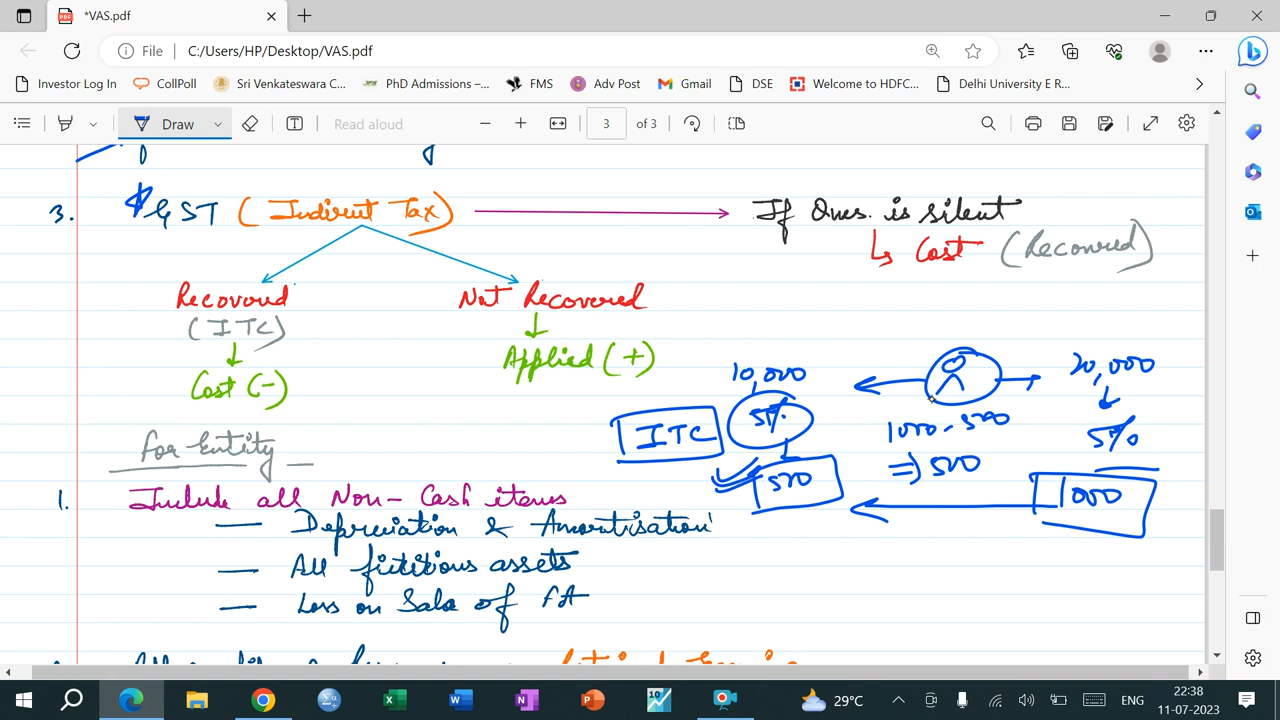 *VAS.pdf
File C:/Users/HP/Desktop/VAS.pdf
Investor Log In CollPoll Sri Venkateswara C... PhD Admissions –... FMS Adv Post Gmail DSE Welcome to HDFC... Delhi University E R...
Draw Read aloud 3 of 3
3. GST (Indirect Tax) If Ques. is silent
Cost (Recovered)
Recovered Not Recovered
(ITC)
Applied (+)
Cost (-)
10,000 20,000
ITC 5% 1000 - 500 5%
500 => 500 1000
For Entity
1. Include all Non-Cash items
— Depreciation & Amortisation
— All fictitious assets
— Loss on Sale of FA
29°C ENG 22:38
11-07-2023